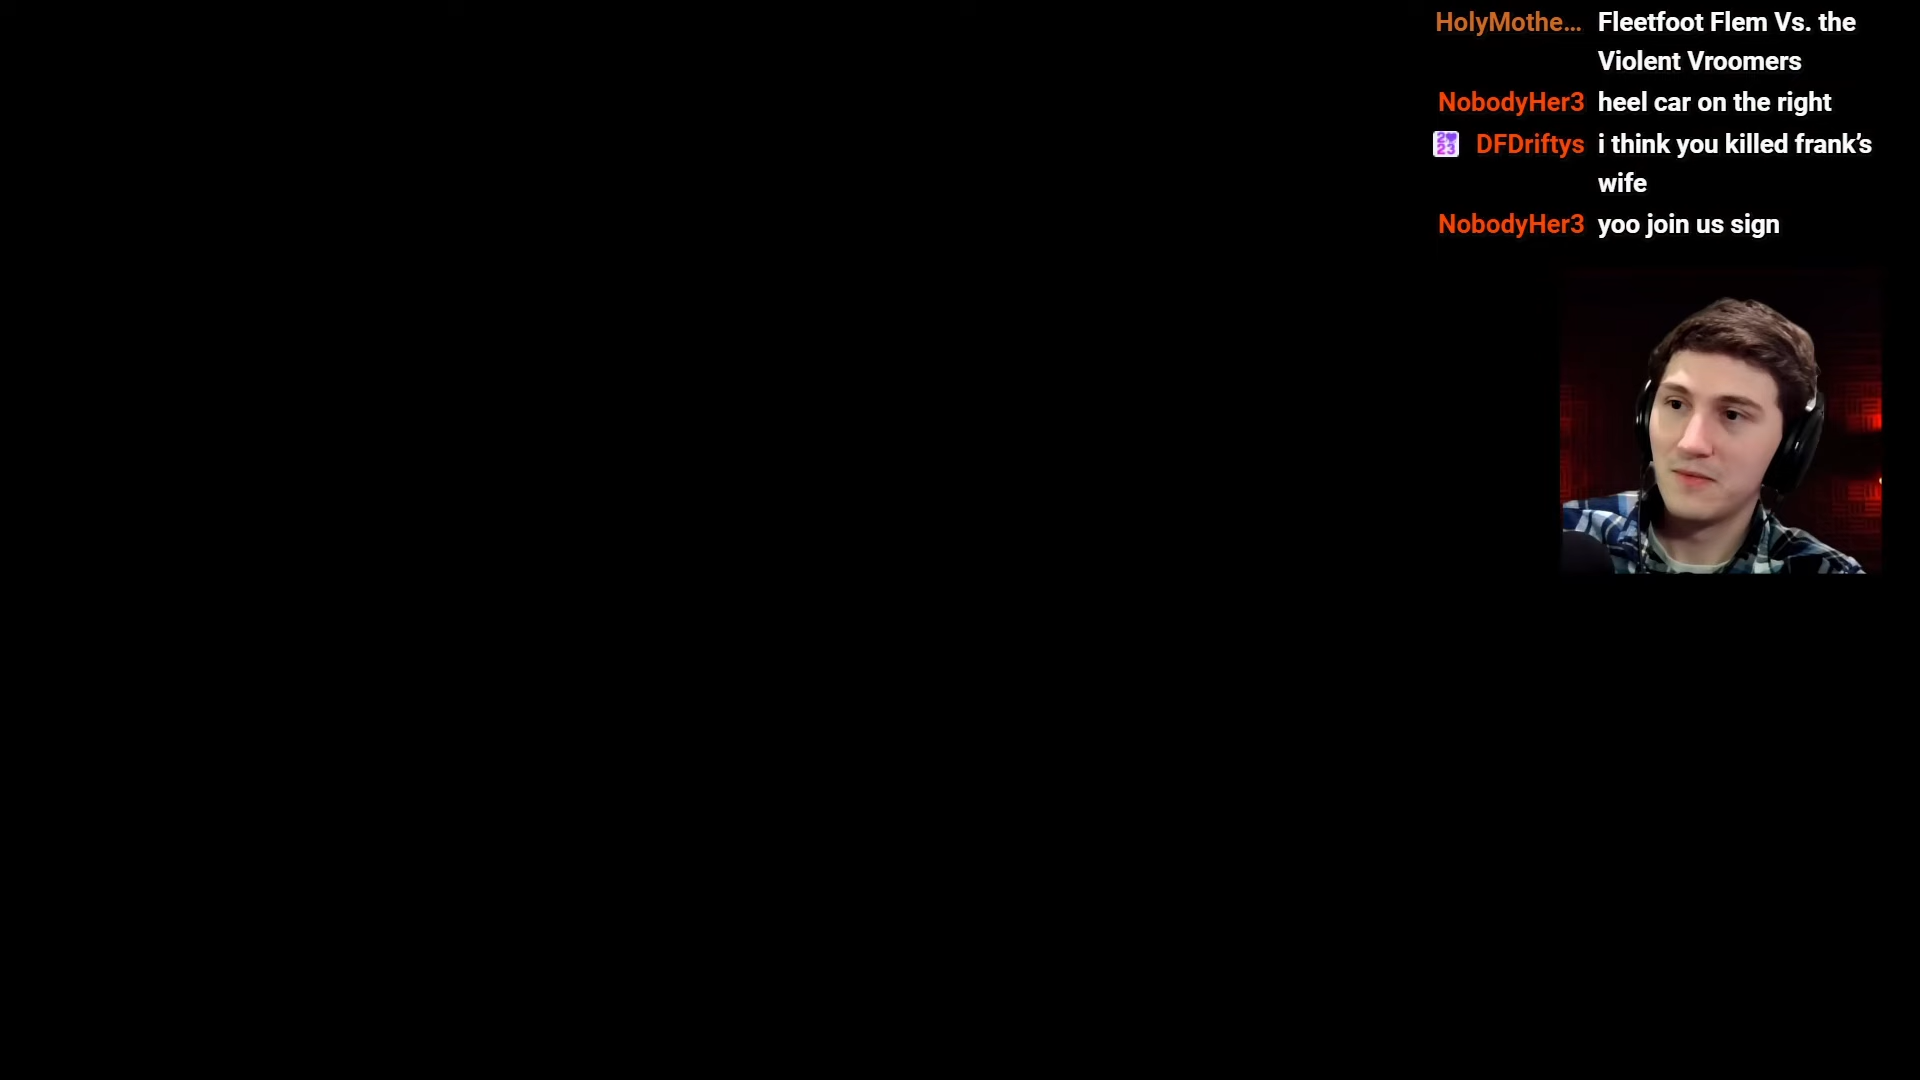 HolyMothe... Fleetfoot Flem Vs. the
Violent Vroomers
NobodyHer3 heel car on the right
2023 DFDriftys i think you killed frank’s
wife
NobodyHer3 yoo join us sign